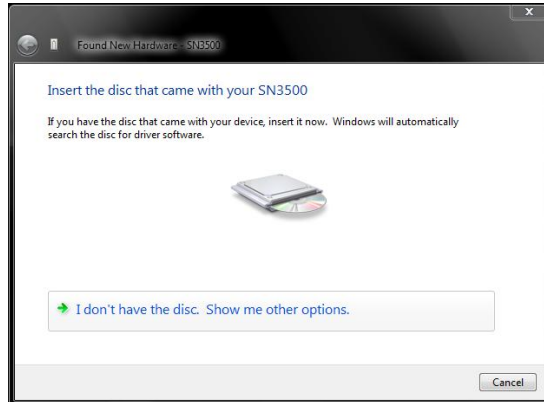 Found New Hardware - SN3500
Insert the disc that came with your SN3500
If you have the disc that came with your device, insert it now.  Windows will automatically
search the disc for driver software.
I don't have the disc.  Show me other options.
Cancel